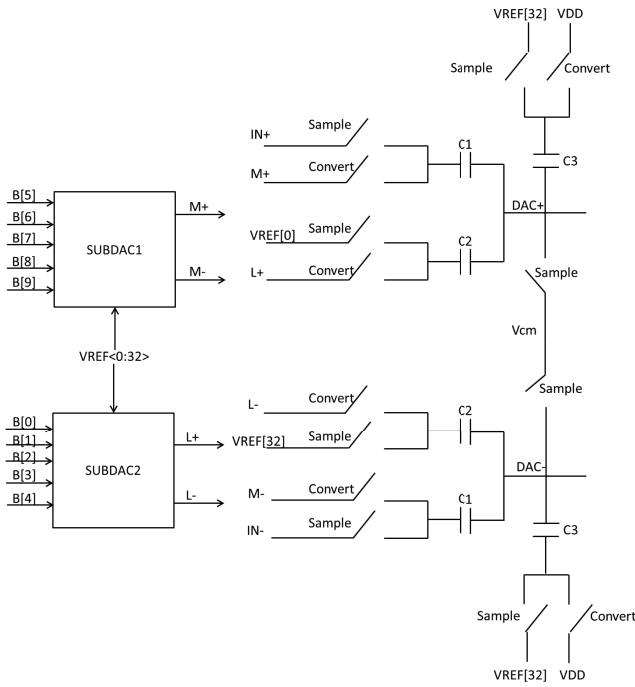 VREF[32] VDD
Sample
Convert
IN+
Sample
C1
M+
Convert
C3
B[5]
M+
DAC+
B[6]
B[7]
SUBDAC1
VREF[0]
Sample
C2
B[8]
M-
L+
Convert
B[9]
Sample
Vcm
VREF<0:32>
Sample
L-
Convert
C2
B[0]
L+
VREF[32]
Sample
B[1]
B[2]
SUBDAC2
DAC-
B[3]
L-
M-
Convert
C1
B[4]
IN-
Sample
C3
Sample
Convert
VREF[32] VDD